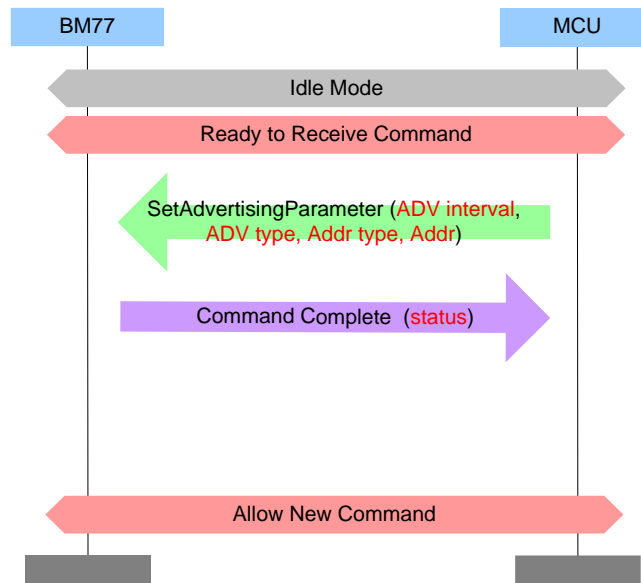 BM77
MCU
Idle Mode
Ready to Receive Command
SetAdvertisingParameter (ADV interval,
ADV type, Addr type, Addr)
Command Complete (status)
Allow New Command